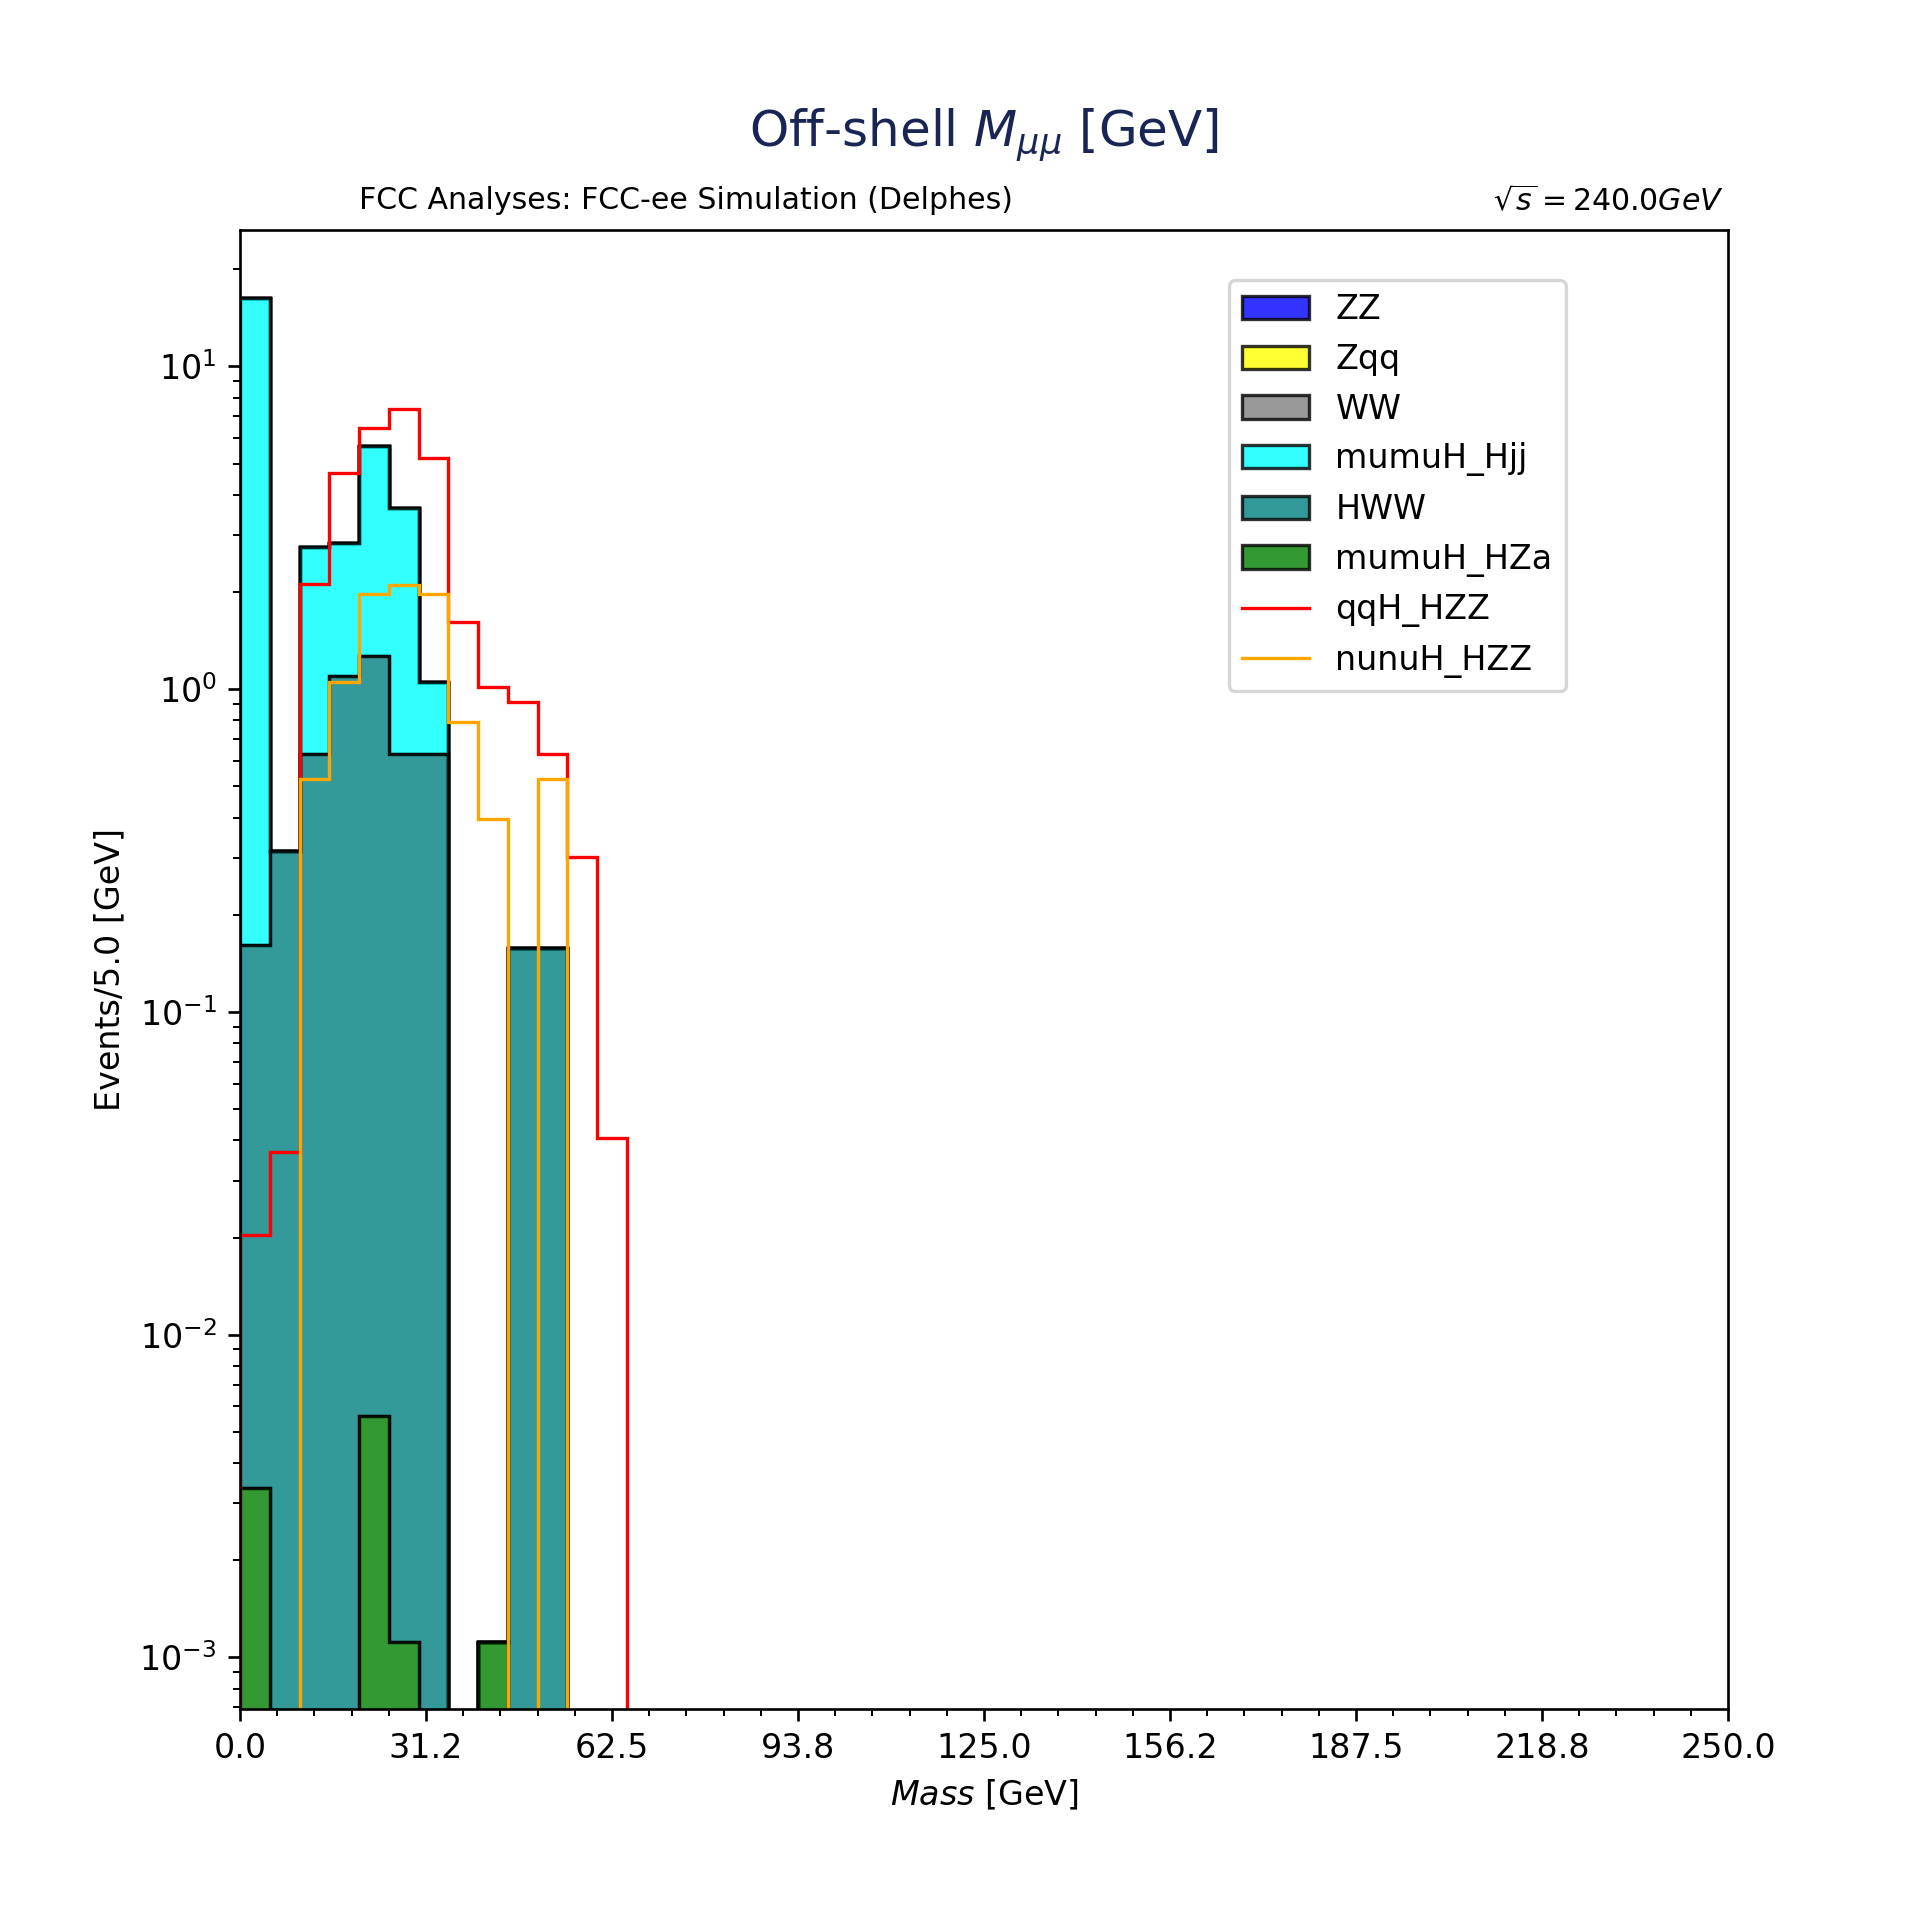 Off-shell $M_{\mu\mu}$ [GeV]
FCC Analyses: FCC-ee Simulation (Delphes)
$\sqrt{s} = 240.0GeV$
ZZ
Zqq
WW
mumuH_Hjj
HWW
mumuH_HZa
qqH_HZZ
nunuH_HZZ
$10^{1}$
$10^{0}$
$10^{-1}$
$10^{-2}$
$10^{-3}$
Events/5.0 [GeV]
0.0 31.2 62.5 93.8 125.0 156.2 187.5 218.8 250.0
Mass [GeV]